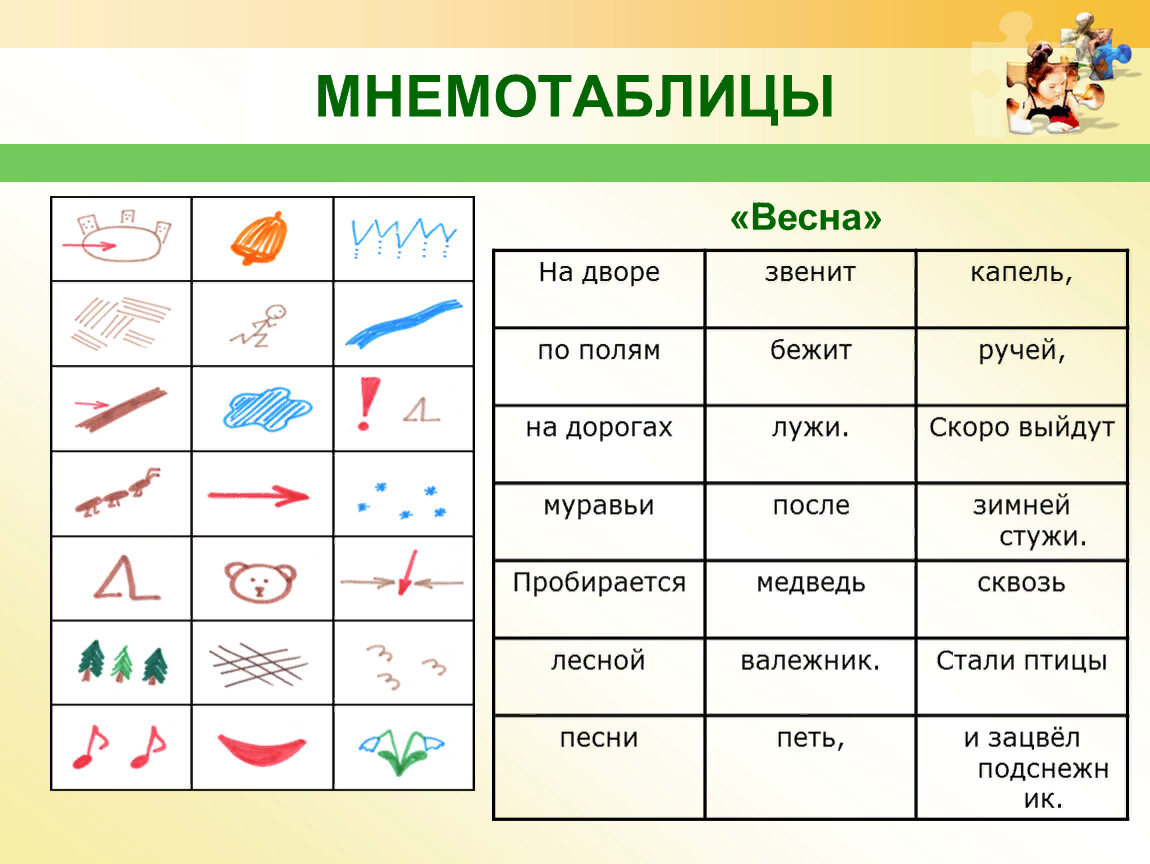 МНЕМОТАБЛИЦЫ
«Весна»
На дворе звенит капель,
по полям бежит ручей,
на дорогах лужи. Скоро выйдут
муравьи после зимней
стужи.
Пробирается медведь сквозь
лесной валежник. Стали птицы
песни петь, и зацвёл
подснежн
ик.